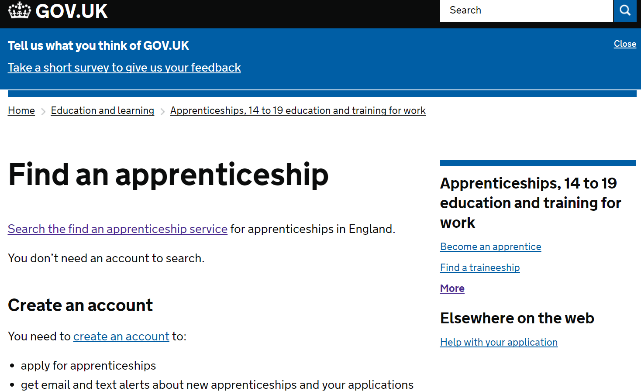 GOV.UK
Search
Tell us what you think of GOV.UK
Close
Take a short survey to give us your feedback
Home > Education and learning > Apprenticeships, 14 to 19 education and training for work
Find an apprenticeship
Search the find an apprenticeship service for apprenticeships in England.
You don't need an account to search.
Create an account
You need to create an account to:
• apply for apprenticeships
• get email and text alerts about new apprenticeships and your applications
Apprenticeships, 14 to 19
education and training for
work
Become an apprentice
Find a traineeship
More
Elsewhere on the web
Help with your application